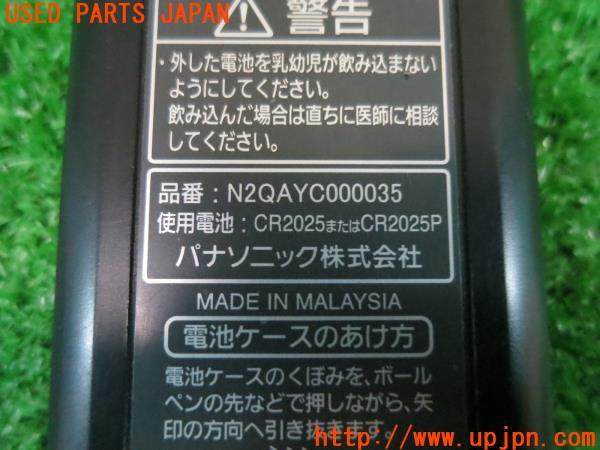 USED PARTS JAPAN
警告
・外した電池を乳幼児が飲み込まない
ようにしてください。
飲み込んだ場合は直ちに医師に相談
してください。
品番：N2QAYC000035
使用電池：CR2025またはCR2025P
パナソニック株式会社
MADE IN MALAYSIA
電池ケースのあけ方
電池ケースのくぼみを、ボール
ペンの先などで押しながら、矢
印の方向へ引き抜きます。
http://www.upjpn.com